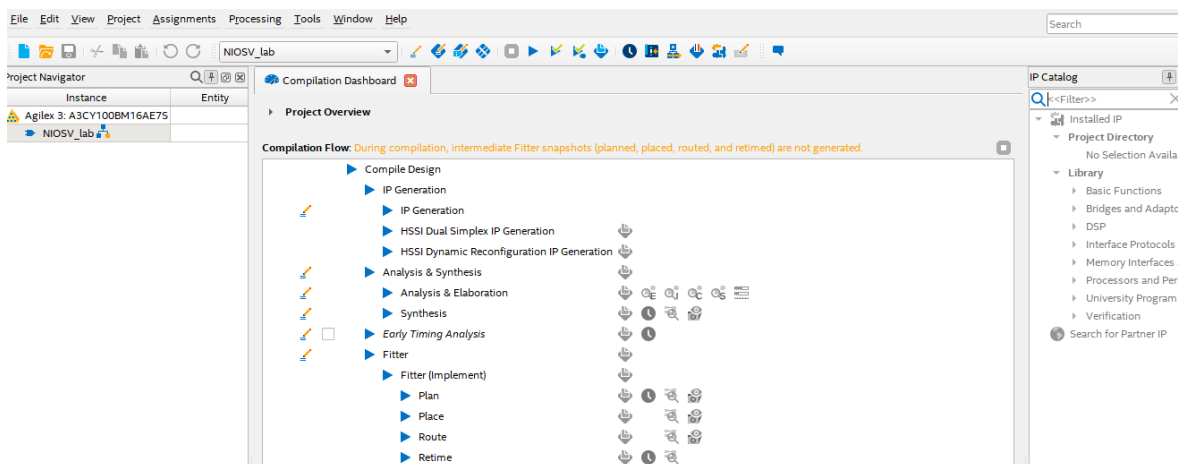 File Edit View Project Assignments Processing Tools Window Help
Search
NIOSV_lab
Project Navigator
Instance Entity
Agilex 3: A3CY100BM16AE7S
NIOSV_lab
Compilation Dashboard
Project Overview
Compilation Flow: During compilation, intermediate Fitter snapshots (planned, placed, routed, and retimed) are not generated.
Compile Design
IP Generation
IP Generation
HSSI Dual Simplex IP Generation
HSSI Dynamic Reconfiguration IP Generation
Analysis & Synthesis
Analysis & Elaboration
Synthesis
Early Timing Analysis
Fitter
Fitter (Implement)
Plan
Place
Route
Retime
IP Catalog
<<Filter>>
Installed IP
Project Directory
No Selection Availa
Library
Basic Functions
Bridges and Adapto
DSP
Interface Protocols
Memory Interfaces
Processors and Per
University Program
Verification
Search for Partner IP